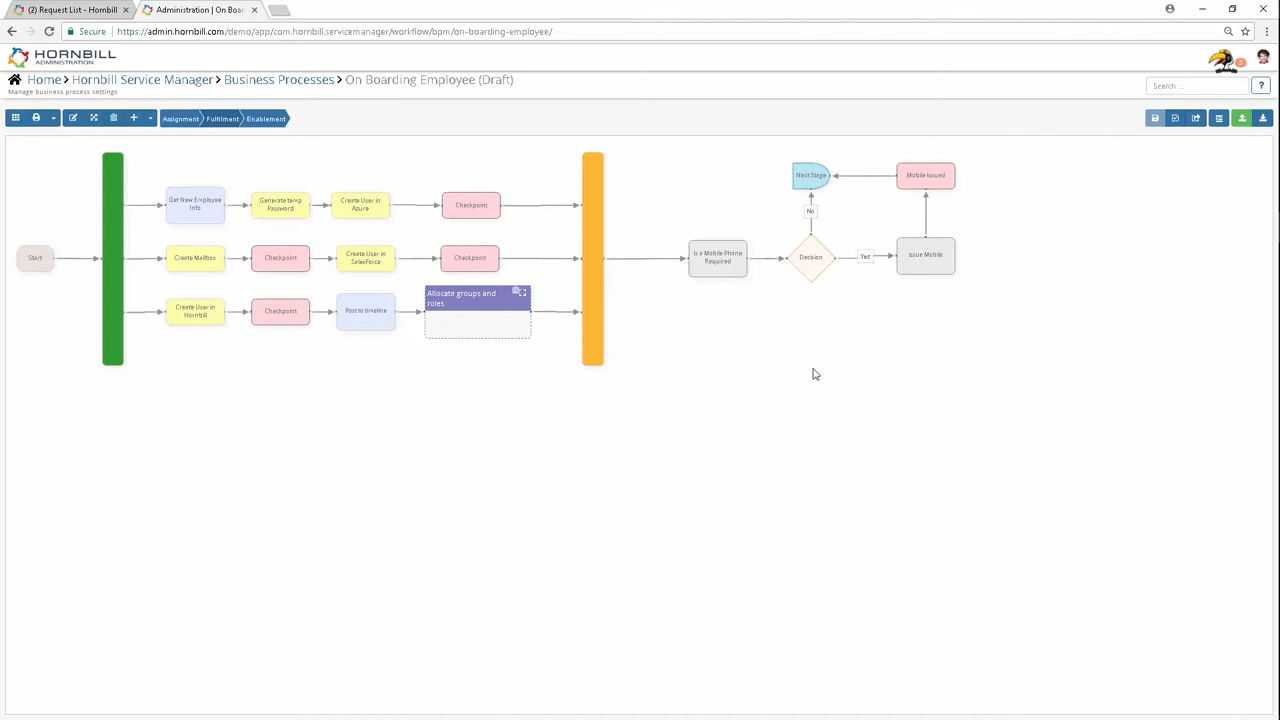 (2) Request List - Hornbill
Administration | On Boar
Secure
https://admin.hornbill.com/demo/app/com.hornbill.servicemanager/workflow/bpm/on-boarding-employee/
HORNBILL
ADMINISTRATION
3
Home > Hornbill Service Manager > Business Processes > On Boarding Employee (Draft)
Manage business process settings
Search ...
?
Assignment
Fulfilment
Enablement
Start
Get New Employee
Info
Generate temp
Password
Create User in
Azure
Checkpoint
Create Mailbox
Checkpoint
Create User in
SalesForce
Checkpoint
Create User in
Hornbill
Checkpoint
Post to timeline
Allocate groups and
roles
Is a Mobile Phone
Required
Decision
No
Next Stage
Yes
Issue Mobile
Mobile Issued